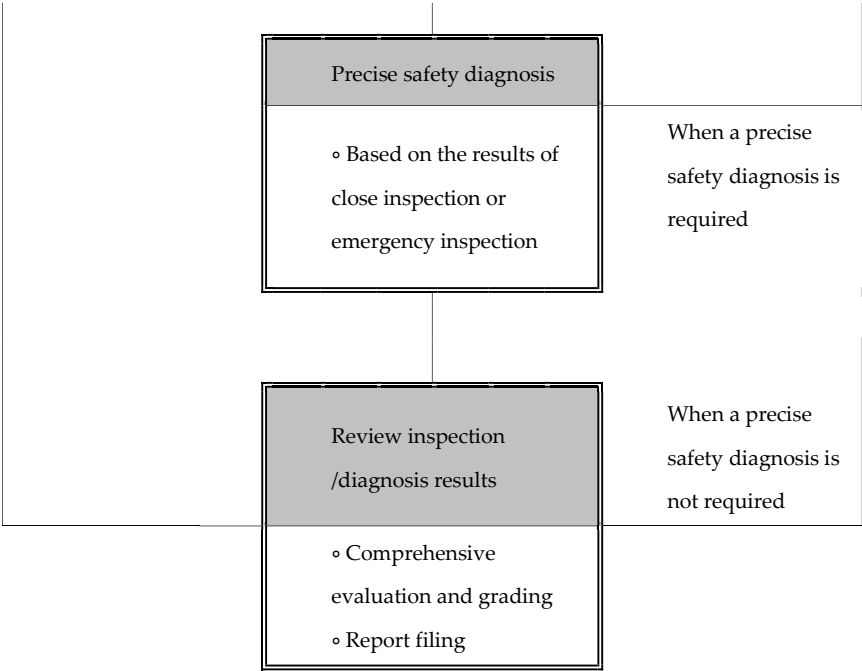 Precise safety diagnosis
∘ Based on the results of
close inspection or
emergency inspection
When a precise
safety diagnosis is
required
Review inspection
/diagnosis results
∘ Comprehensive
evaluation and grading
∘ Report filing
When a precise
safety diagnosis is
not required